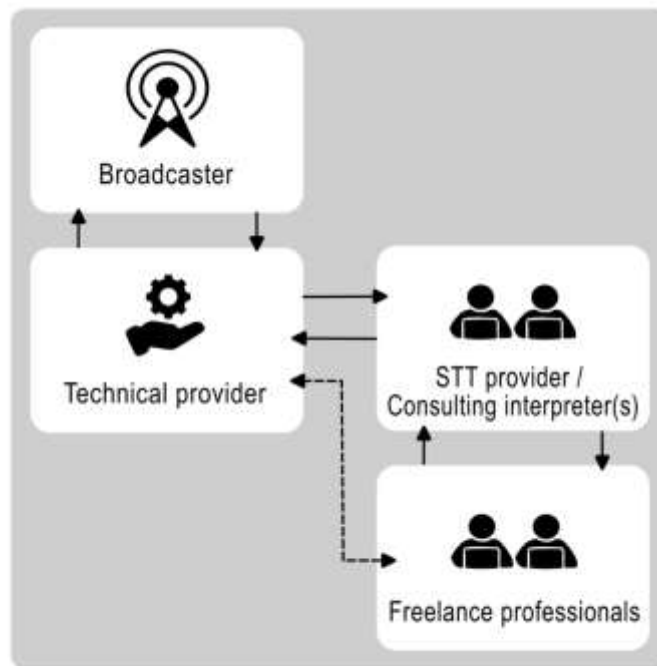 Broadcaster
Technical provider
STT provider /
Consulting interpreter(s)
Freelance professionals